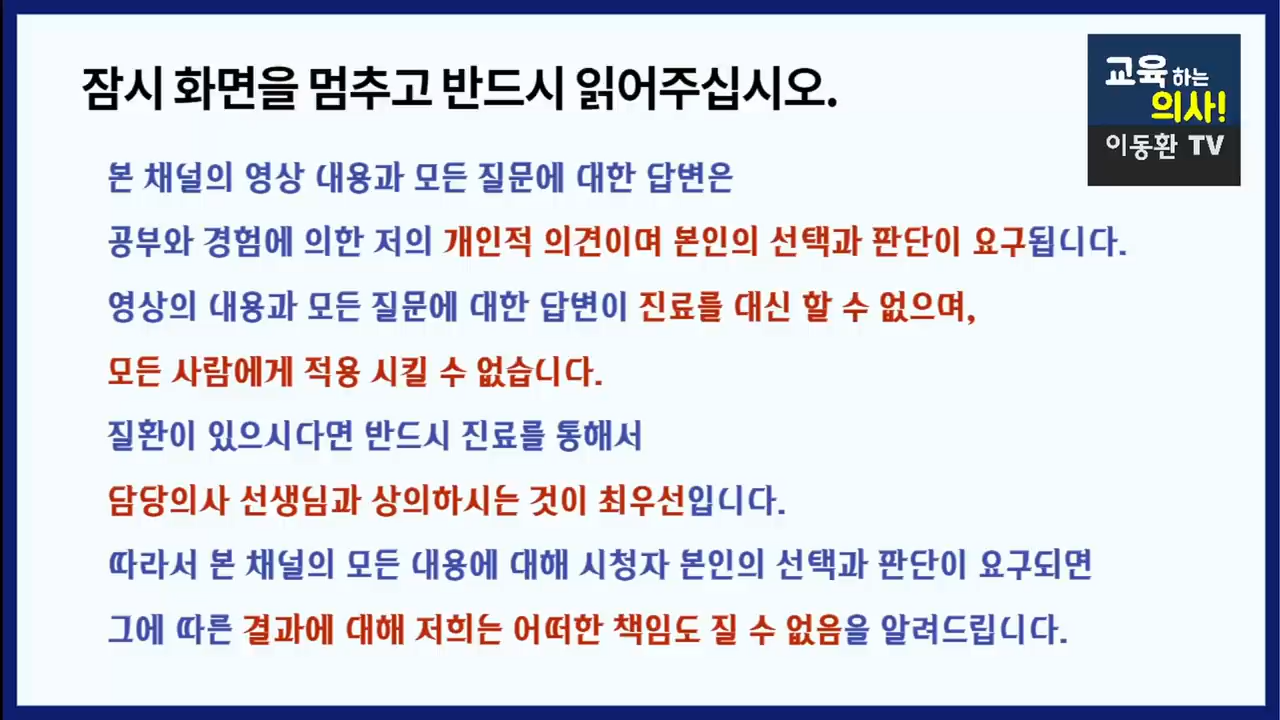 잠시 화면을 멈추고 반드시 읽어주십시오.
교육하는
의사!
이동환 TV
본 채널의 영상 내용과 모든 질문에 대한 답변은
공부와 경험에 의한 저의 개인적 의견이며 본인의 선택과 판단이 요구됩니다.
영상의 내용과 모든 질문에 대한 답변이 진료를 대신 할 수 없으며,
모든 사람에게 적용 시킬 수 없습니다.
질환이 있으시다면 반드시 진료를 통해서
담당의사 선생님과 상의하시는 것이 최우선입니다.
따라서 본 채널의 모든 내용에 대해 시청자 본인의 선택과 판단이 요구되면
그에 따른 결과에 대해 저희는 어떠한 책임도 질 수 없음을 알려드립니다.